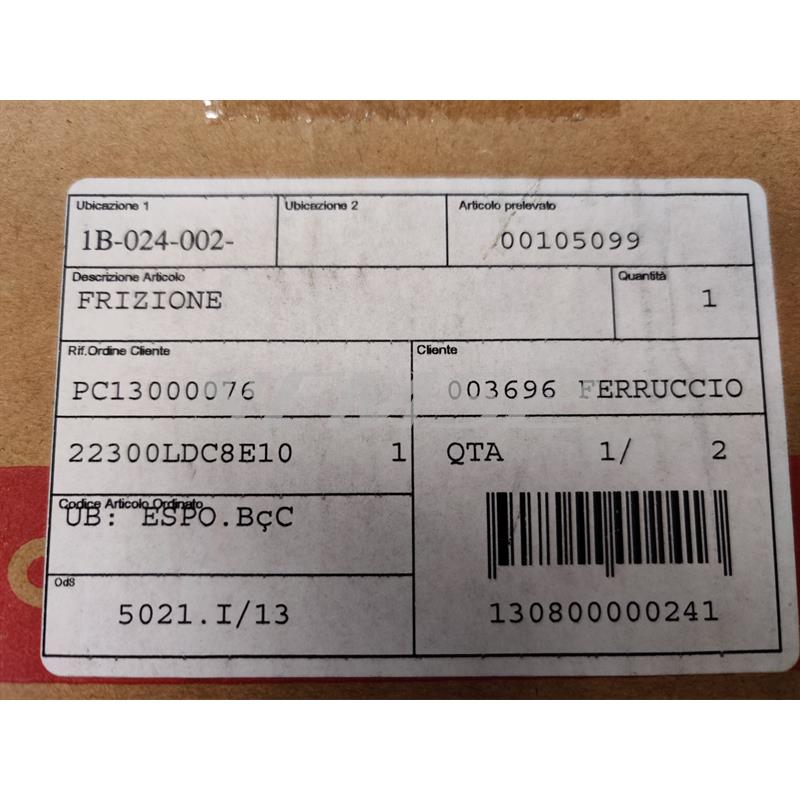 Ubicazione 1
Ubicazione 2
Articolo prelevato
1B-024-002-
00105099
Descrizione Articolo
Quantità
FRIZIONE
1
Rif.Ordine Cliente
Cliente
PC13000076
003696 FERRUCCIO
22300LDC8E10 1
QTA 1/ 2
Codice Articolo Ordinato
UB: ESPO.BçC
OdS
5021.I/13
130800000241